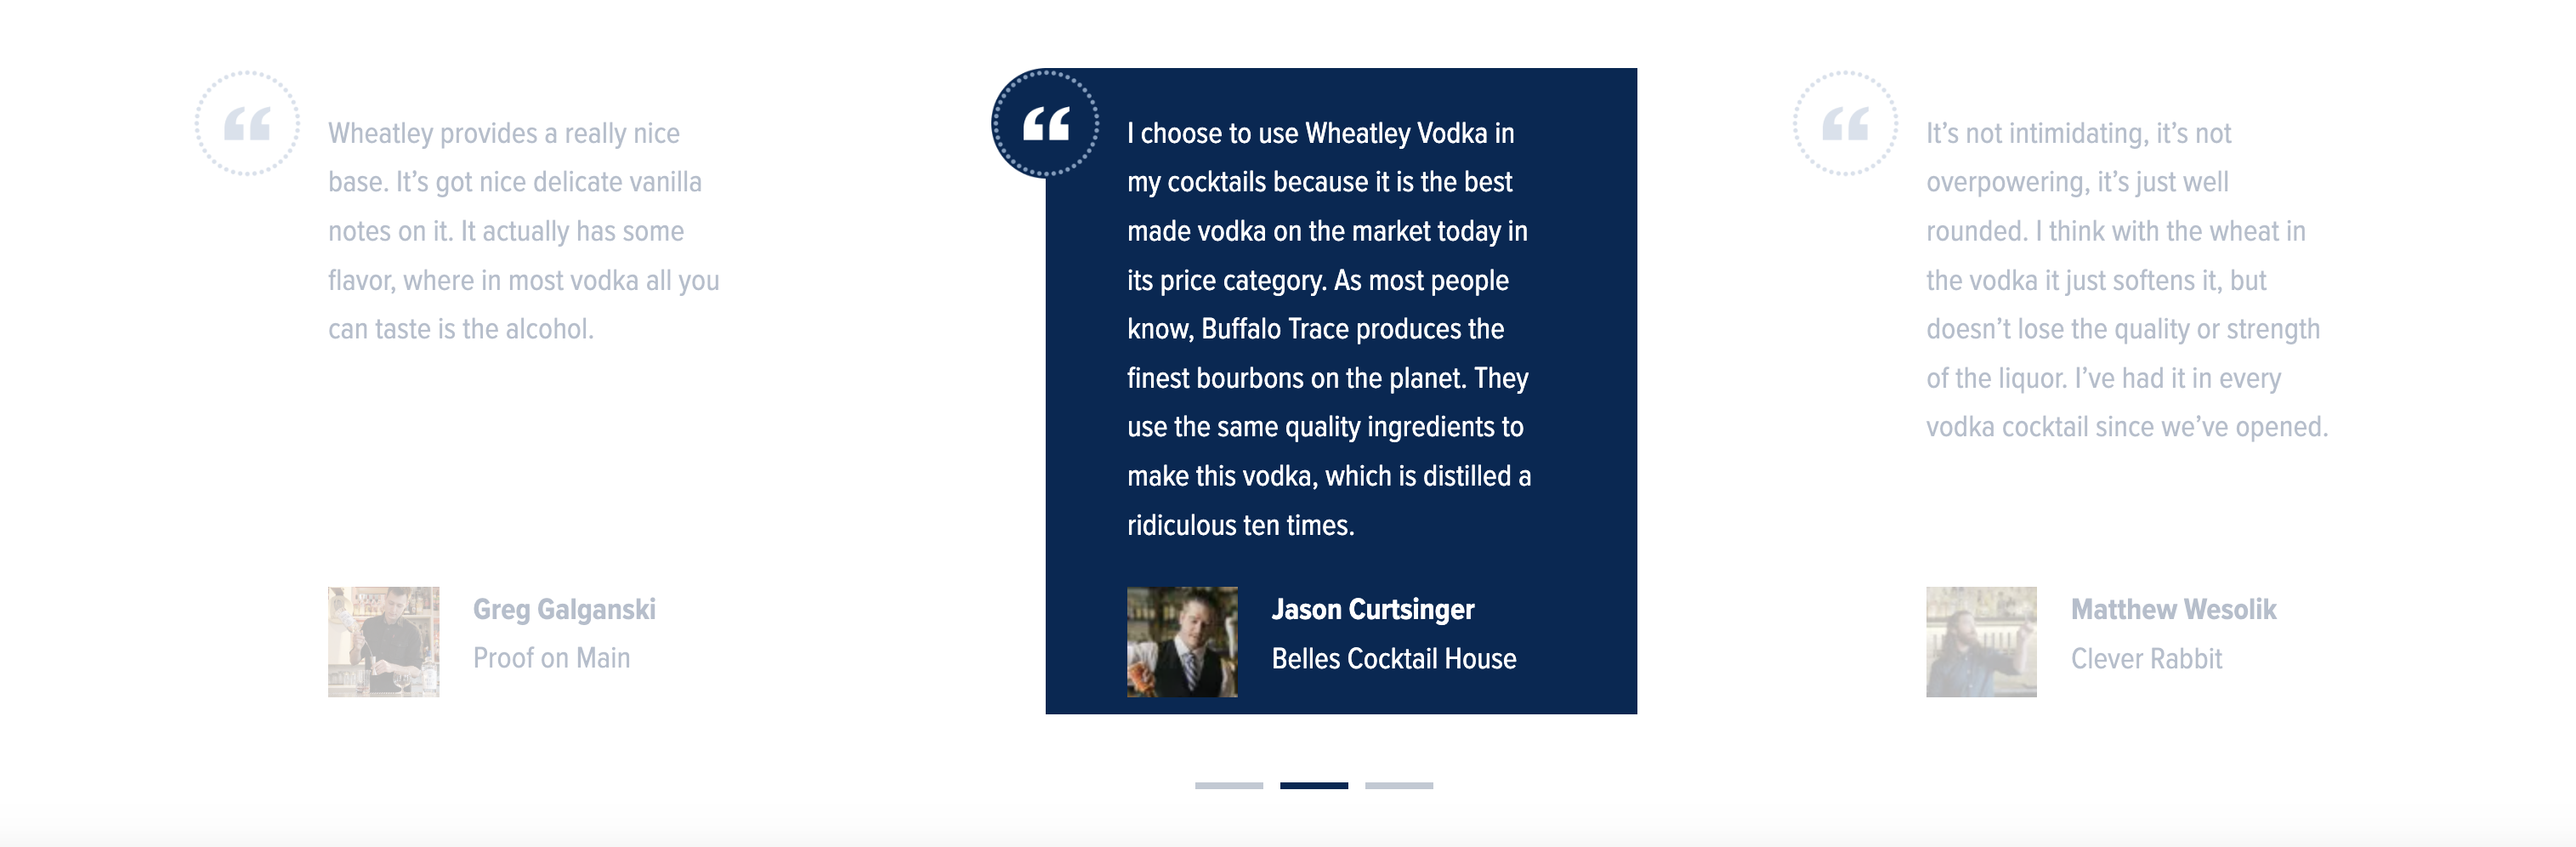 Wheatley provides a really nice
base. It’s got nice delicate vanilla
notes on it. It actually has some
flavor, where in most vodka all you
can taste is the alcohol.
Greg Galganski
Proof on Main
“
I choose to use Wheatley Vodka in
my cocktails because it is the best
made vodka on the market today in
its price category. As most people
know, Buffalo Trace produces the
finest bourbons on the planet. They
use the same quality ingredients to
make this vodka, which is distilled a
ridiculous ten times.
Jason Curtsinger
Belles Cocktail House
It’s not intimidating, it’s not
overpowering, it’s just well
rounded. I think with the wheat in
the vodka it just softens it, but
doesn’t lose the quality or strength
of the liquor. I’ve had it in every
vodka cocktail since we’ve opened.
Matthew Wesolik
Clever Rabbit